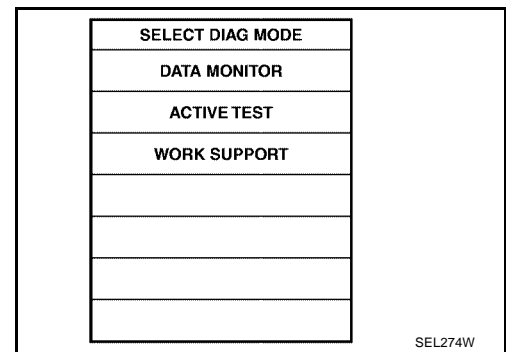 SELECT DIAG MODE
DATA MONITOR
ACTIVE TEST
WORK SUPPORT
SEL274W